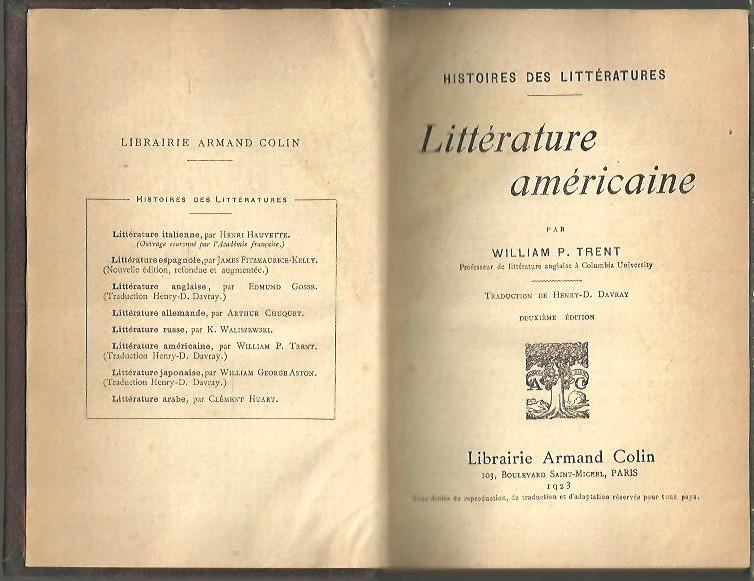 LIBRAIRIE ARMAND COLIN
HISTOIRES DES LITTÉRATURES
Littérature italienne, par HENRI HAUVETTE.
(Ouvrage couronné par l'Académie française.)
Littérature espagnole, par JAMES FITZMAURICE-KELLY.
(Nouvelle édition, refondue et augmentée.)
Littérature anglaise, par EDMUND GOSSE.
(Traduction Henry-D. Davray.)
Littérature allemande, par ARTHUR CHUQUET.
Littérature russe, par K. WALISZEWSKI.
Littérature américaine, par WILLIAM P. TRENT.
(Traduction Henry-D. Davray.)
Littérature japonaise, par WILLIAM GEORGE ASTON.
(Traduction Henry-D. Davray.)
Littérature arabe, par CLÉMENT HUART.
HISTOIRES DES LITTÉRATURES
Littérature
américaine
PAR
WILLIAM P. TRENT
Professeur de littérature anglaise à Columbia University
TRADUCTION DE HENRY-D. DAVRAY
DEUXIÈME ÉDITION
A C
Librairie Armand Colin
103, BOULEVARD SAINT-MICHEL, PARIS
1923
Tous droits de reproduction, de traduction et d'adaptation réservés pour tous pays.